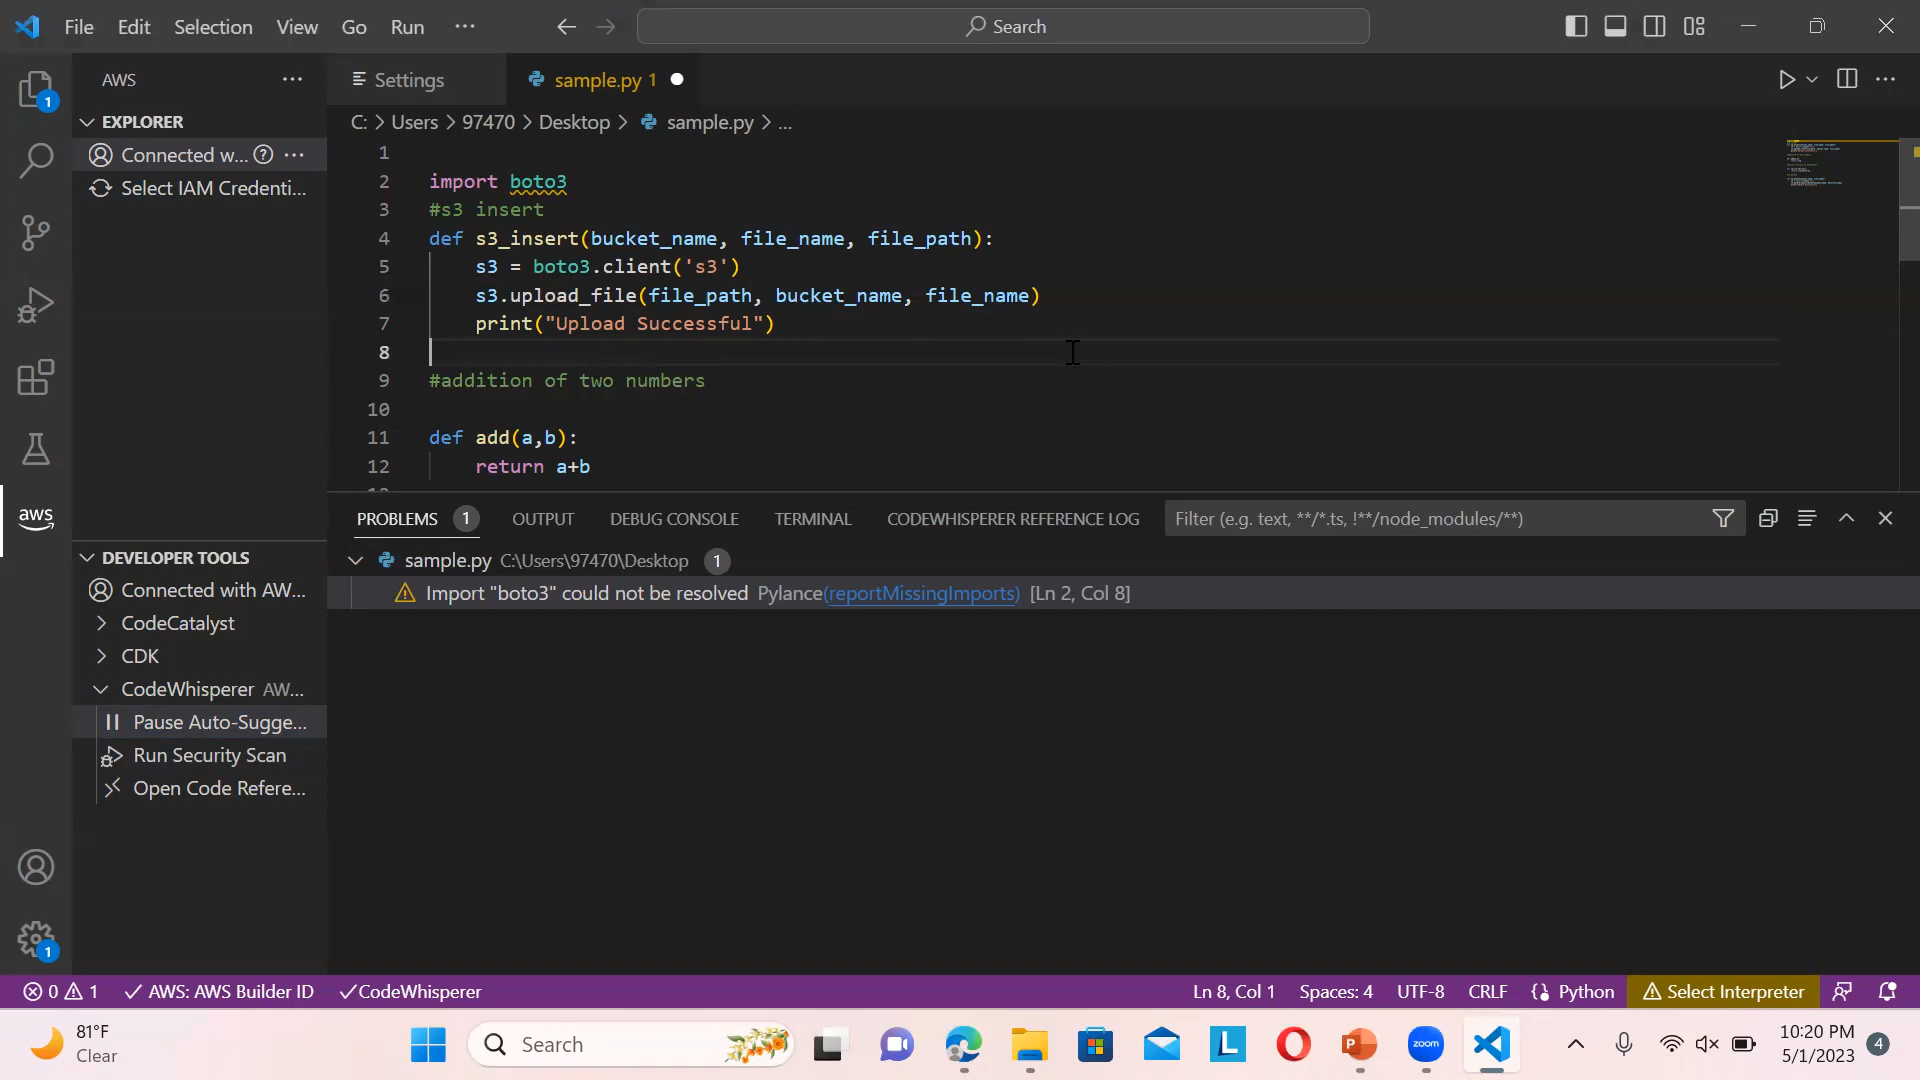 File Edit Selection View Go Run ··· Search
AWS ···
EXPLORER
1
Connected w... ···
Select IAM Credenti...
Settings
sample.py 1
C: > Users > 97470 > Desktop > sample.py > ...
1
2 import boto3
3 #s3 insert
4 def s3_insert(bucket_name, file_name, file_path):
5 s3 = boto3.client('s3')
6 s3.upload_file(file_path, bucket_name, file_name)
7 print("Upload Successful")
8
9 #addition of two numbers
10
11 def add(a,b):
12 return a+b
PROBLEMS 1 OUTPUT DEBUG CONSOLE TERMINAL CODEWHISPERER REFERENCE LOG Filter (e.g. text, **/*.ts, !**/node_modules/**)
sample.py C:\Users\97470\Desktop 1
Import "boto3" could not be resolved Pylance(reportMissingImports) [Ln 2, Col 8]
aws
DEVELOPER TOOLS
Connected with AW...
CodeCatalyst
CDK
CodeWhisperer AW...
Pause Auto-Sugge...
Run Security Scan
Open Code Refere...
1
0 1 AWS: AWS Builder ID CodeWhisperer Ln 8, Col 1 Spaces: 4 UTF-8 CRLF Python Select Interpreter
81°F
Clear
Search
L
P
zoom
10:20 PM
5/1/2023
4